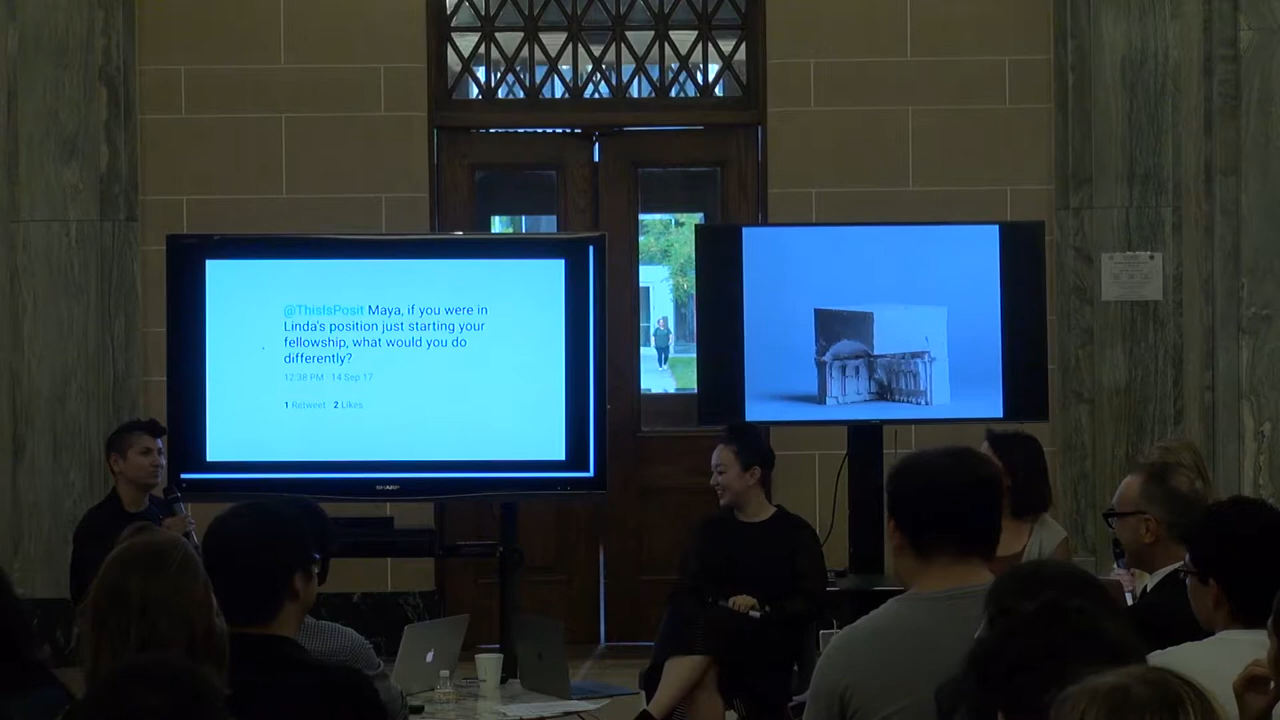 @ThisIsPosit Maya, if you were in
Linda's position just starting your
fellowship, what would you do
differently?
12:38 PM · 14 Sep 17
1 Retweet · 2 Likes
SHARP